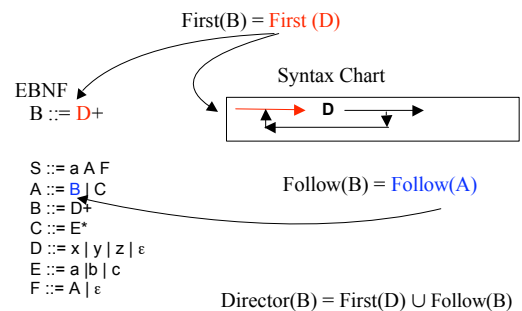 First(B) = First (D)
Syntax Chart
EBNF
B ::= D+
D
S ::= a A F
A ::= B | C
B ::= D+
C ::= E*
D ::= x | y | z | ε
E ::= a |b | c
F ::= A | ε
Follow(B) = Follow(A)
Director(B) = First(D) ∪ Follow(B)